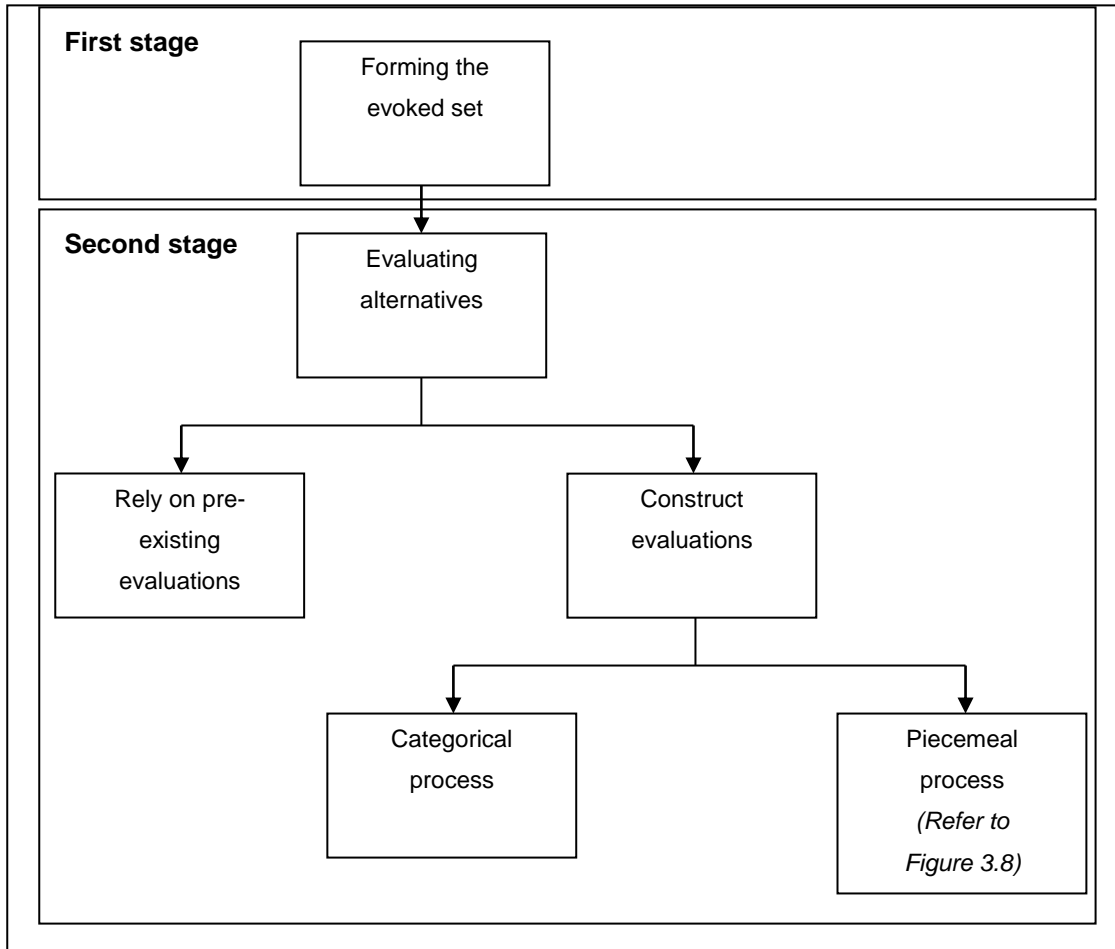 First stage
Forming the
evoked set
Second stage
Evaluating
alternatives
Rely on pre-
existing
evaluations
Construct
evaluations
Categorical
process
Piecemeal
process
(Refer to
Figure 3.8)